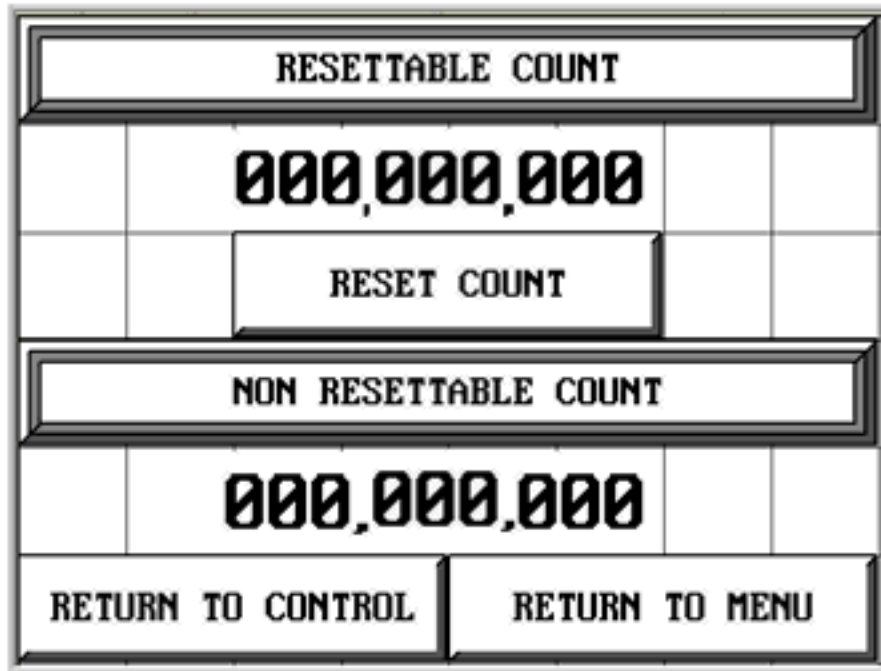 RESETTABLE COUNT
000,000,000
RESET COUNT
NON RESETTABLE COUNT
000,000,000
RETURN TO CONTROL
RETURN TO MENU